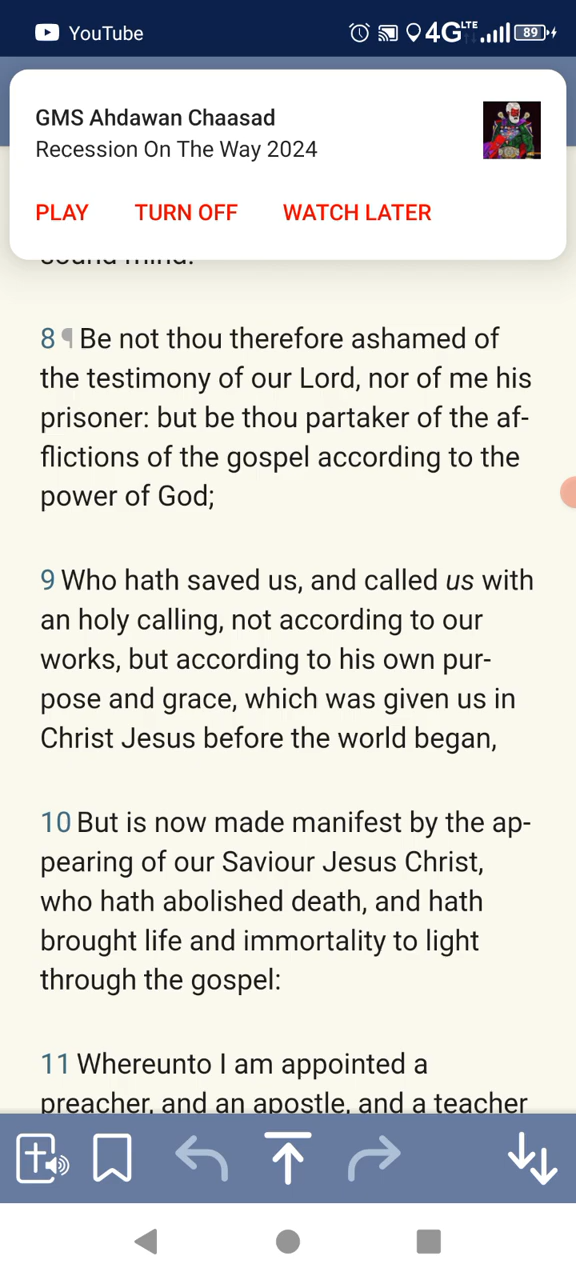 YouTube
4G LTE 89
GMS Ahdawan Chaasad
Recession On The Way 2024
PLAY TURN OFF WATCH LATER
sound mind.
8 ¶ Be not thou therefore ashamed of
the testimony of our Lord, nor of me his
prisoner: but be thou partaker of the af-
flictions of the gospel according to the
power of God;
9 Who hath saved us, and called us with
an holy calling, not according to our
works, but according to his own pur-
pose and grace, which was given us in
Christ Jesus before the world began,
10 But is now made manifest by the ap-
pearing of our Saviour Jesus Christ,
who hath abolished death, and hath
brought life and immortality to light
through the gospel:
11 Whereunto I am appointed a
preacher, and an apostle, and a teacher